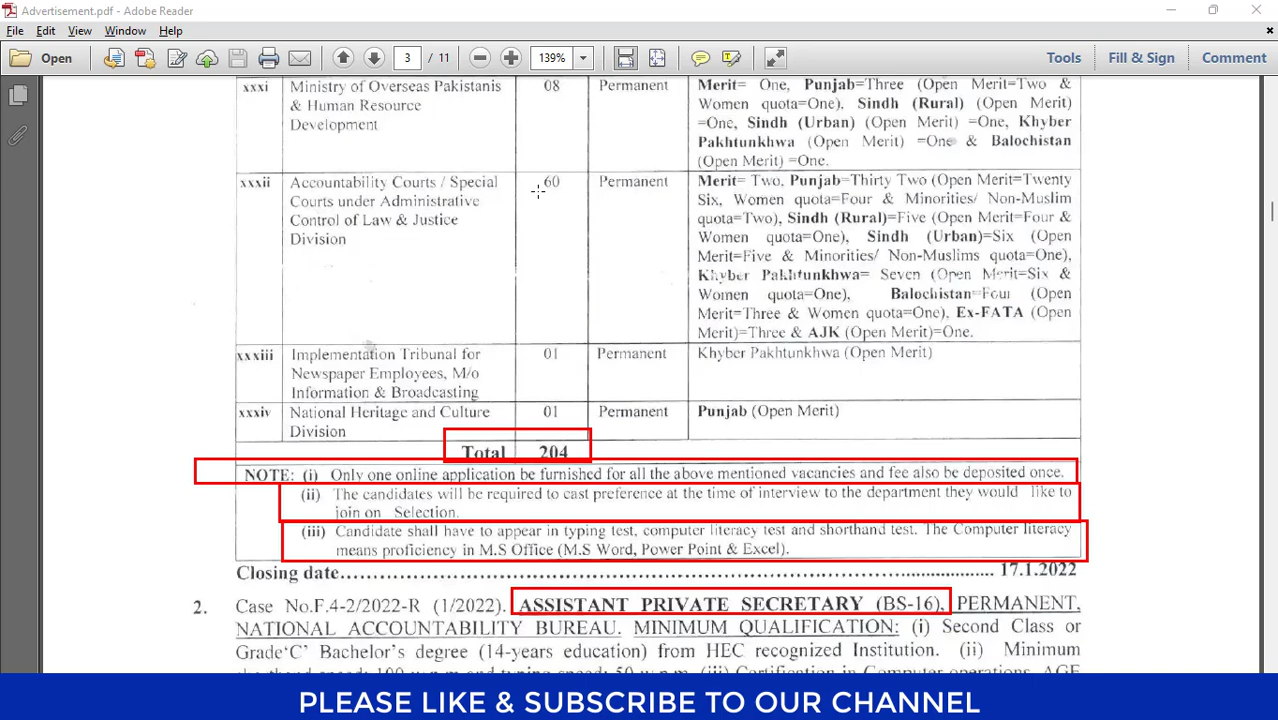 Advertisement.pdf - Adobe Reader
File Edit View Window Help
Open 3 / 11 139% Tools Fill & Sign Comment
xxxi Ministry of Overseas Pakistanis 08 Permanent Merit= One, Punjab=Three (Open Merit=Two &
& Human Resource Women quota=One). Sindh (Rural) (Open Merit)
Development =One, Sindh (Urban) (Open Merit) =One, Khyber
Pakhtunkhwa (Open Merit) =One & Balochistan
(Open Merit) =One.
xxxii Accountability Courts / Special 60 Permanent Merit= Two, Punjab=Thirty Two (Open Merit=Twenty
Courts under Administrative Six, Women quota=Four & Minorities/ Non-Muslim
Control of Law & Justice quota=Two), Sindh (Rural)=Five (Open Merit=Four &
Division Women quota=One), Sindh (Urban)=Six (Open
Merit=Five & Minorities/ Non-Muslims quota=One),
Khyber Pakhtunkhwa= Seven (Open Merit=Six &
Women quota=One), Balochistan=Four (Open
Merit=Three & Women quota=One), Ex-FATA (Open
Merit)=Three & AJK (Open Merit)=One.
xxxiii Implementation Tribunal for 01 Permanent Khyber Pakhtunkhwa (Open Merit)
Newspaper Employees, M/o
Information & Broadcasting
xxxiv National Heritage and Culture 01 Permanent Punjab (Open Merit)
Division
Total 204
NOTE: (i) Only one online application be furnished for all the above mentioned vacancies and fee also be deposited once.
(ii) The candidates will be required to cast preference at the time of interview to the department they would like to
join on Selection.
(iii) Candidate shall have to appear in typing test, computer literacy test and shorthand test. The Computer literacy
means proficiency in M.S Office (M.S Word, Power Point & Excel).
Closing date........................................................................ 17.1.2022
2. Case No.F.4-2/2022-R (1/2022). ASSISTANT PRIVATE SECRETARY (BS-16), PERMANENT,
NATIONAL ACCOUNTABILITY BUREAU. MINIMUM QUALIFICATION: (i) Second Class or
Grade‘C’ Bachelor’s degree (14-years education) from HEC recognized Institution. (ii) Minimum
PLEASE LIKE & SUBSCRIBE TO OUR CHANNEL